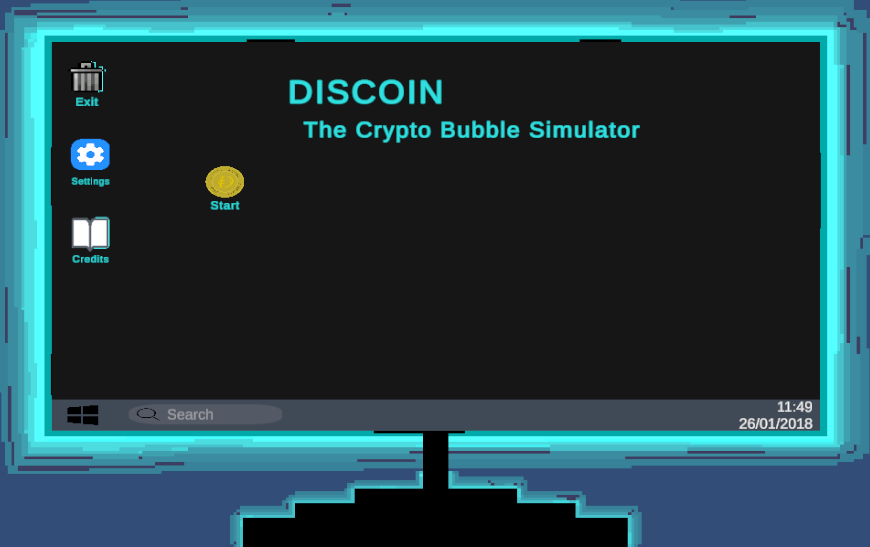 DISCOIN
The Crypto Bubble Simulator
Exit
Settings
Credits
Start
Search
11:49
26/01/2018